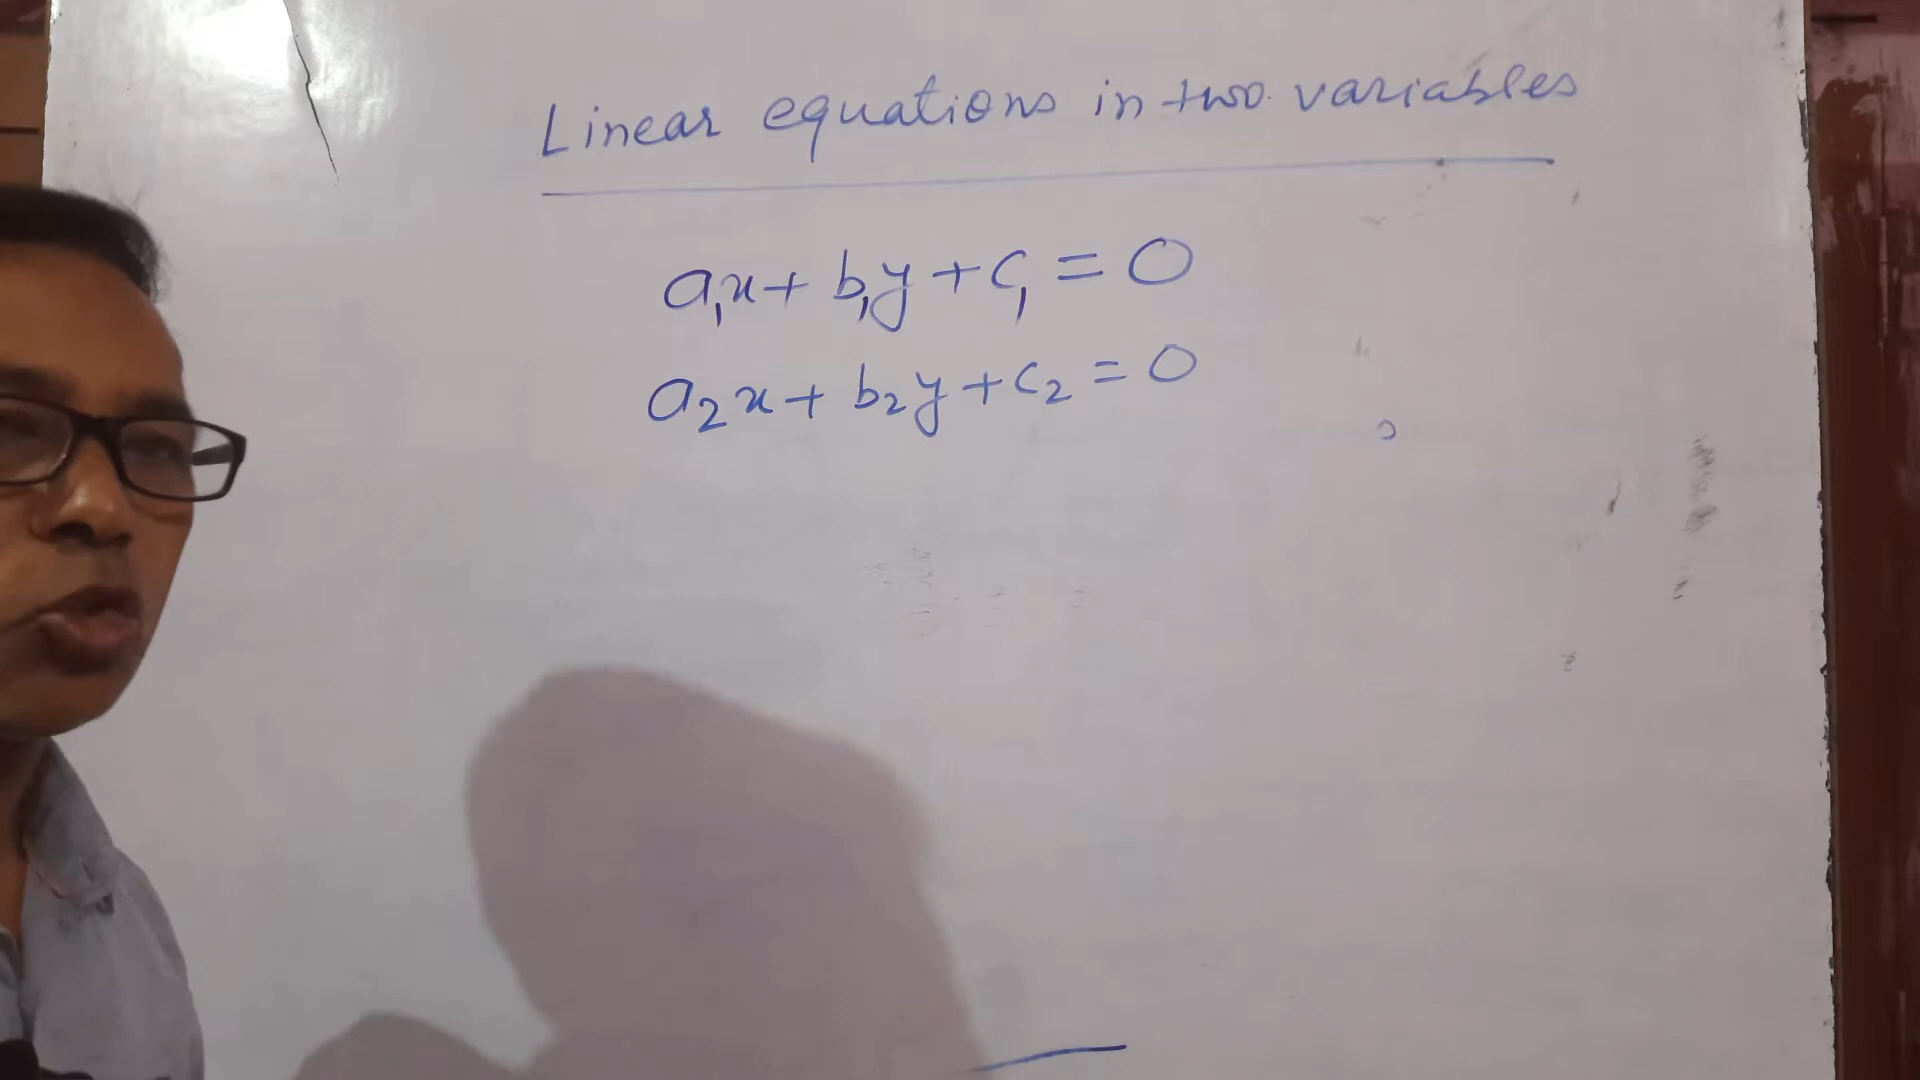 Linear equations in two variables
a₁x + b₁y + c₁ = 0
a₂x + b₂y + c₂ = 0